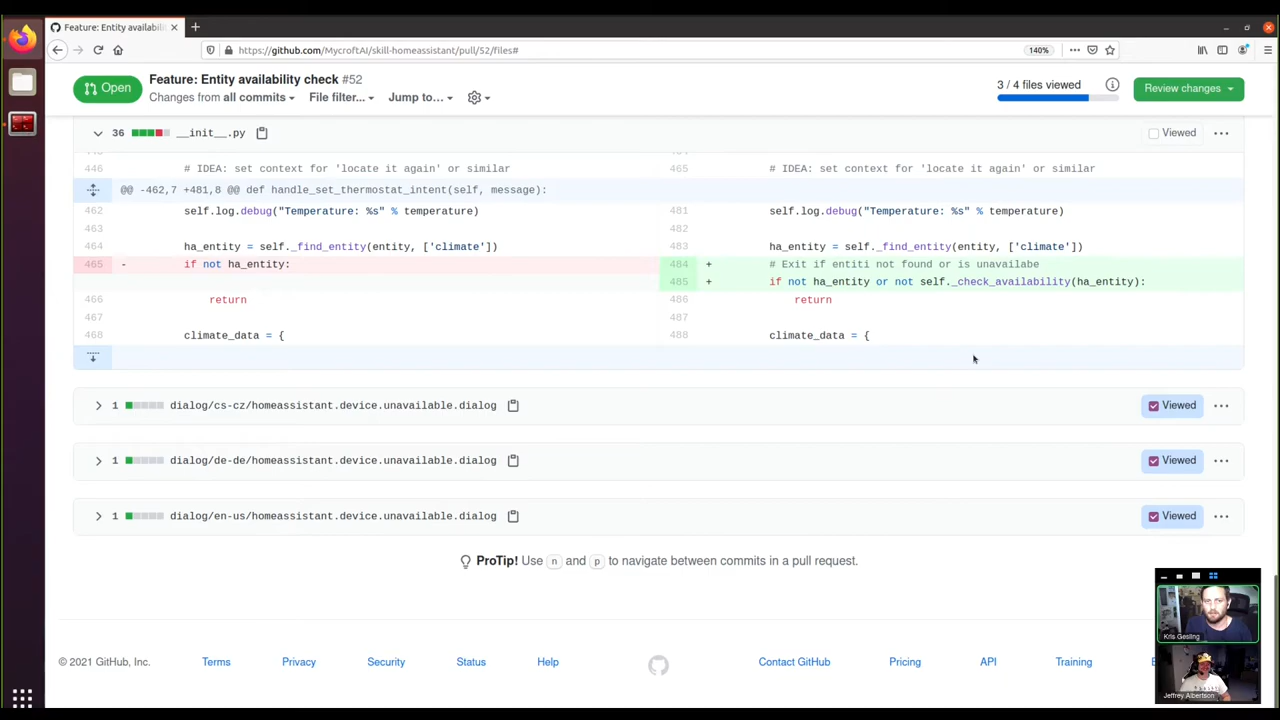 Feature: Entity availabil
https://github.com/MycroftAI/skill-homeassistant/pull/52/files#
140%
Open
Feature: Entity availability check #52
Changes from all commits
File filter...
Jump to...
3 / 4 files viewed
Review changes
36 __init__.py
Viewed
446 # IDEA: set context for 'locate it again' or similar
465 # IDEA: set context for 'locate it again' or similar
@@ -462,7 +481,8 @@ def handle_set_thermostat_intent(self, message):
462 self.log.debug("Temperature: %s" % temperature)
481 self.log.debug("Temperature: %s" % temperature)
463
482
464 ha_entity = self._find_entity(entity, ['climate'])
483 ha_entity = self._find_entity(entity, ['climate'])
465 - if not ha_entity:
484 + # Exit if entiti not found or is unavailabe
485 + if not ha_entity or not self._check_availability(ha_entity):
466 return
486 return
467
487
468 climate_data = {
488 climate_data = {
1 dialog/cs-cz/homeassistant.device.unavailable.dialog
Viewed
1 dialog/de-de/homeassistant.device.unavailable.dialog
Viewed
1 dialog/en-us/homeassistant.device.unavailable.dialog
Viewed
ProTip! Use n and p to navigate between commits in a pull request.
© 2021 GitHub, Inc.
Terms
Privacy
Security
Status
Help
Contact GitHub
Pricing
API
Training
Kris Gesling
Jeffrey Albertson